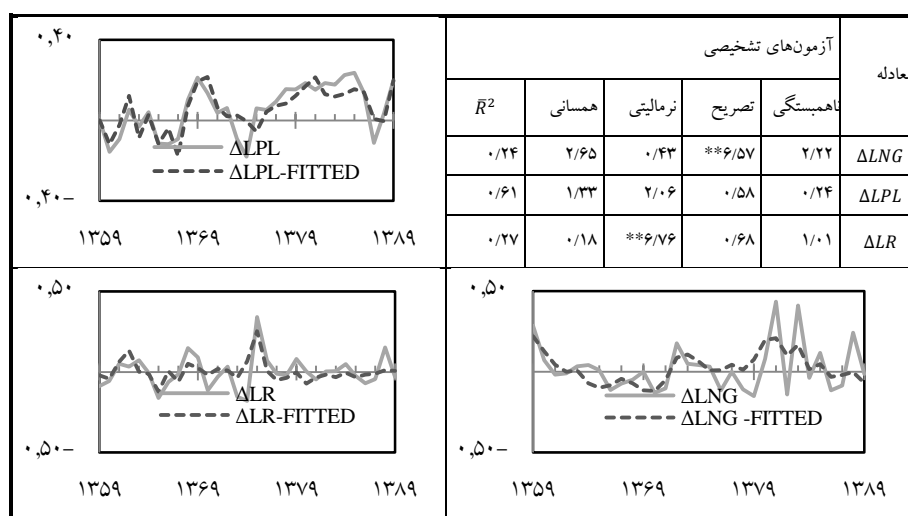 معادله
آزمون‌های تشخیصی
ناهمبستگی تصریح نرمالیتی همسانی R̄²
ΔLNG ۲/۲۲ **۶/۵۷ ۰/۴۳ ۲/۶۵ ۰/۲۴
ΔLPL ۰/۲۴ ۰/۵۸ ۲/۰۶ ۱/۳۳ ۰/۶۱
ΔLR ۱/۰۱ ۰/۶۸ **۶/۷۶ ۰/۱۸ ۰/۲۷
۰,۴۰
ΔLPL
ΔLPL-FITTED
۰,۴۰–
۱۳۵۹ ۱۳۶۹ ۱۳۷۹ ۱۳۸۹
۰,۵۰
ΔLNG
ΔLNG -FITTED
۰,۵۰–
۱۳۵۹ ۱۳۶۹ ۱۳۷۹ ۱۳۸۹
۰,۵۰
ΔLR
ΔLR-FITTED
۰,۵۰–
۱۳۵۹ ۱۳۶۹ ۱۳۷۹ ۱۳۸۹